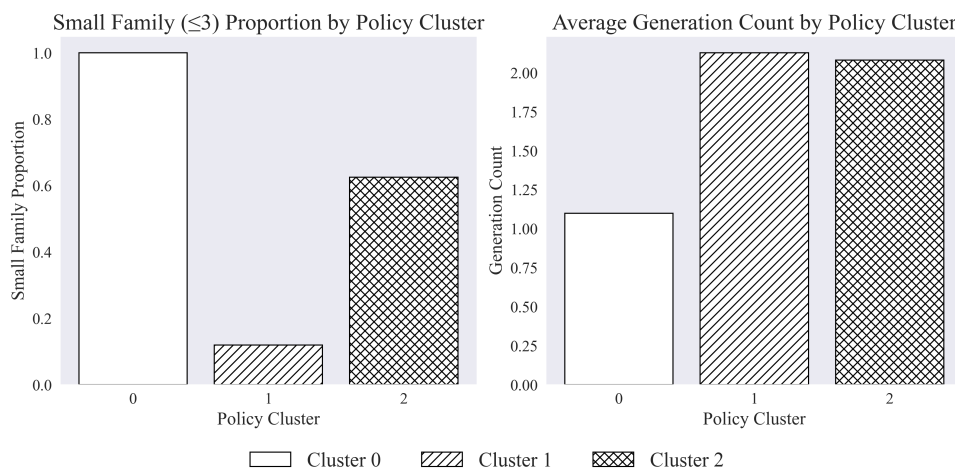 Small Family (≤3) Proportion by Policy Cluster
Small Family Proportion
1.0
0.8
0.6
0.4
0.2
0.0
0
1
2
Policy Cluster
Average Generation Count by Policy Cluster
Generation Count
2.00
1.75
1.50
1.25
1.00
0.75
0.50
0.25
0.00
0
1
2
Policy Cluster
Cluster 0
Cluster 1
Cluster 2